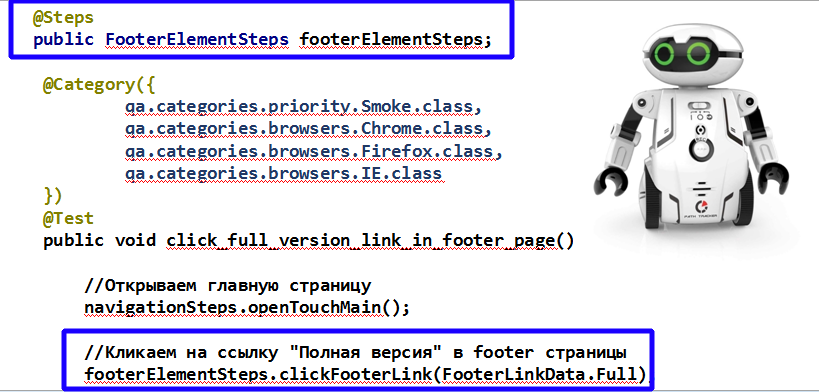 @Steps
public FooterElementSteps footerElementSteps;
@Category({
qa.categories.priority.Smoke.class,
qa.categories.browsers.Chrome.class,
qa.categories.browsers.Firefox.class,
qa.categories.browsers.IE.class
})
@Test
public void click_full_version_link_in_footer_page()
//Открываем главную страницу
navigationSteps.openTouchMain();
//Кликаем на ссылку "Полная версия" в footer страницы
footerElementSteps.clickFooterLink(FooterLinkData.Full)